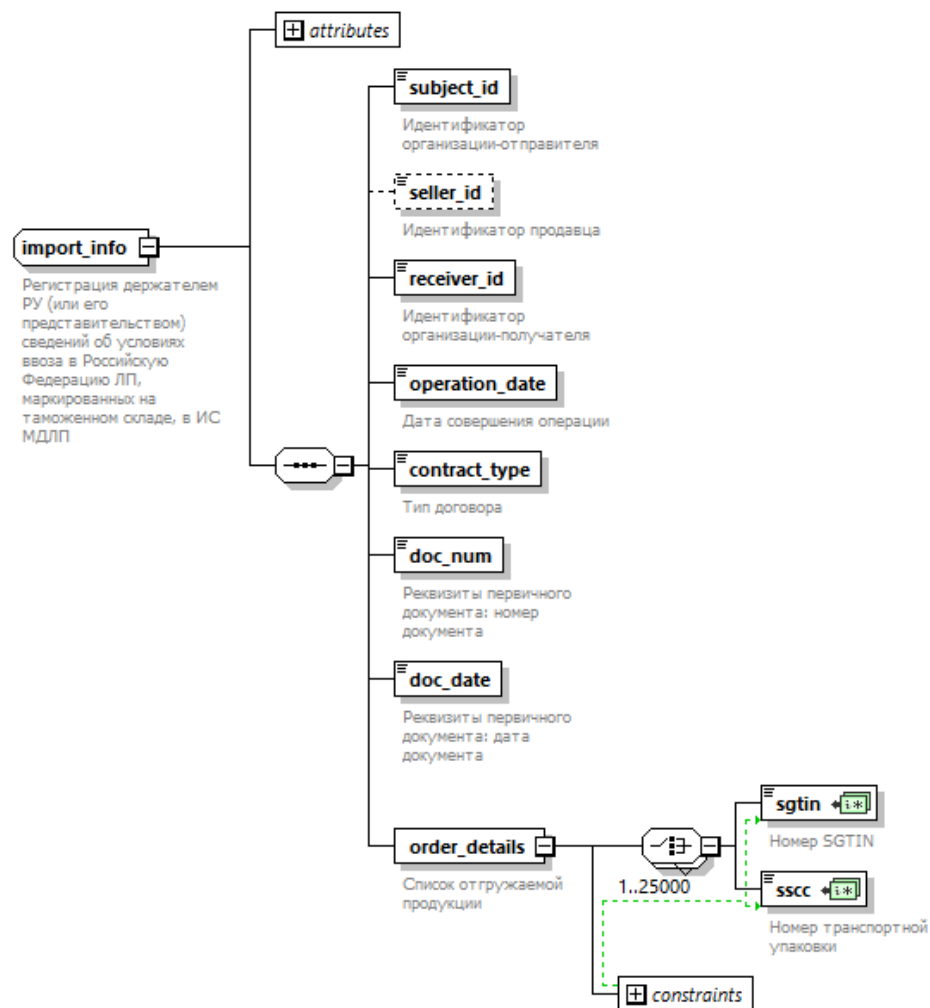 attributes
subject_id
Идентификатор
организации-отправителя
seller_id
Идентификатор продавца
import_info
Регистрация держателем
РУ (или его
представительством)
сведений об условиях
ввоза в Российскую
Федерацию ЛП,
маркированных на
таможенном складе, в ИС
МДЛП
receiver_id
Идентификатор
организации-получателя
operation_date
Дата совершения операции
contract_type
Тип договора
doc_num
Реквизиты первичного
документа: номер
документа
doc_date
Реквизиты первичного
документа: дата
документа
order_details
Список отгружаемой
продукции
1..25000
sgtin
Номер SGTIN
sscc
Номер транспортной
упаковки
constraints